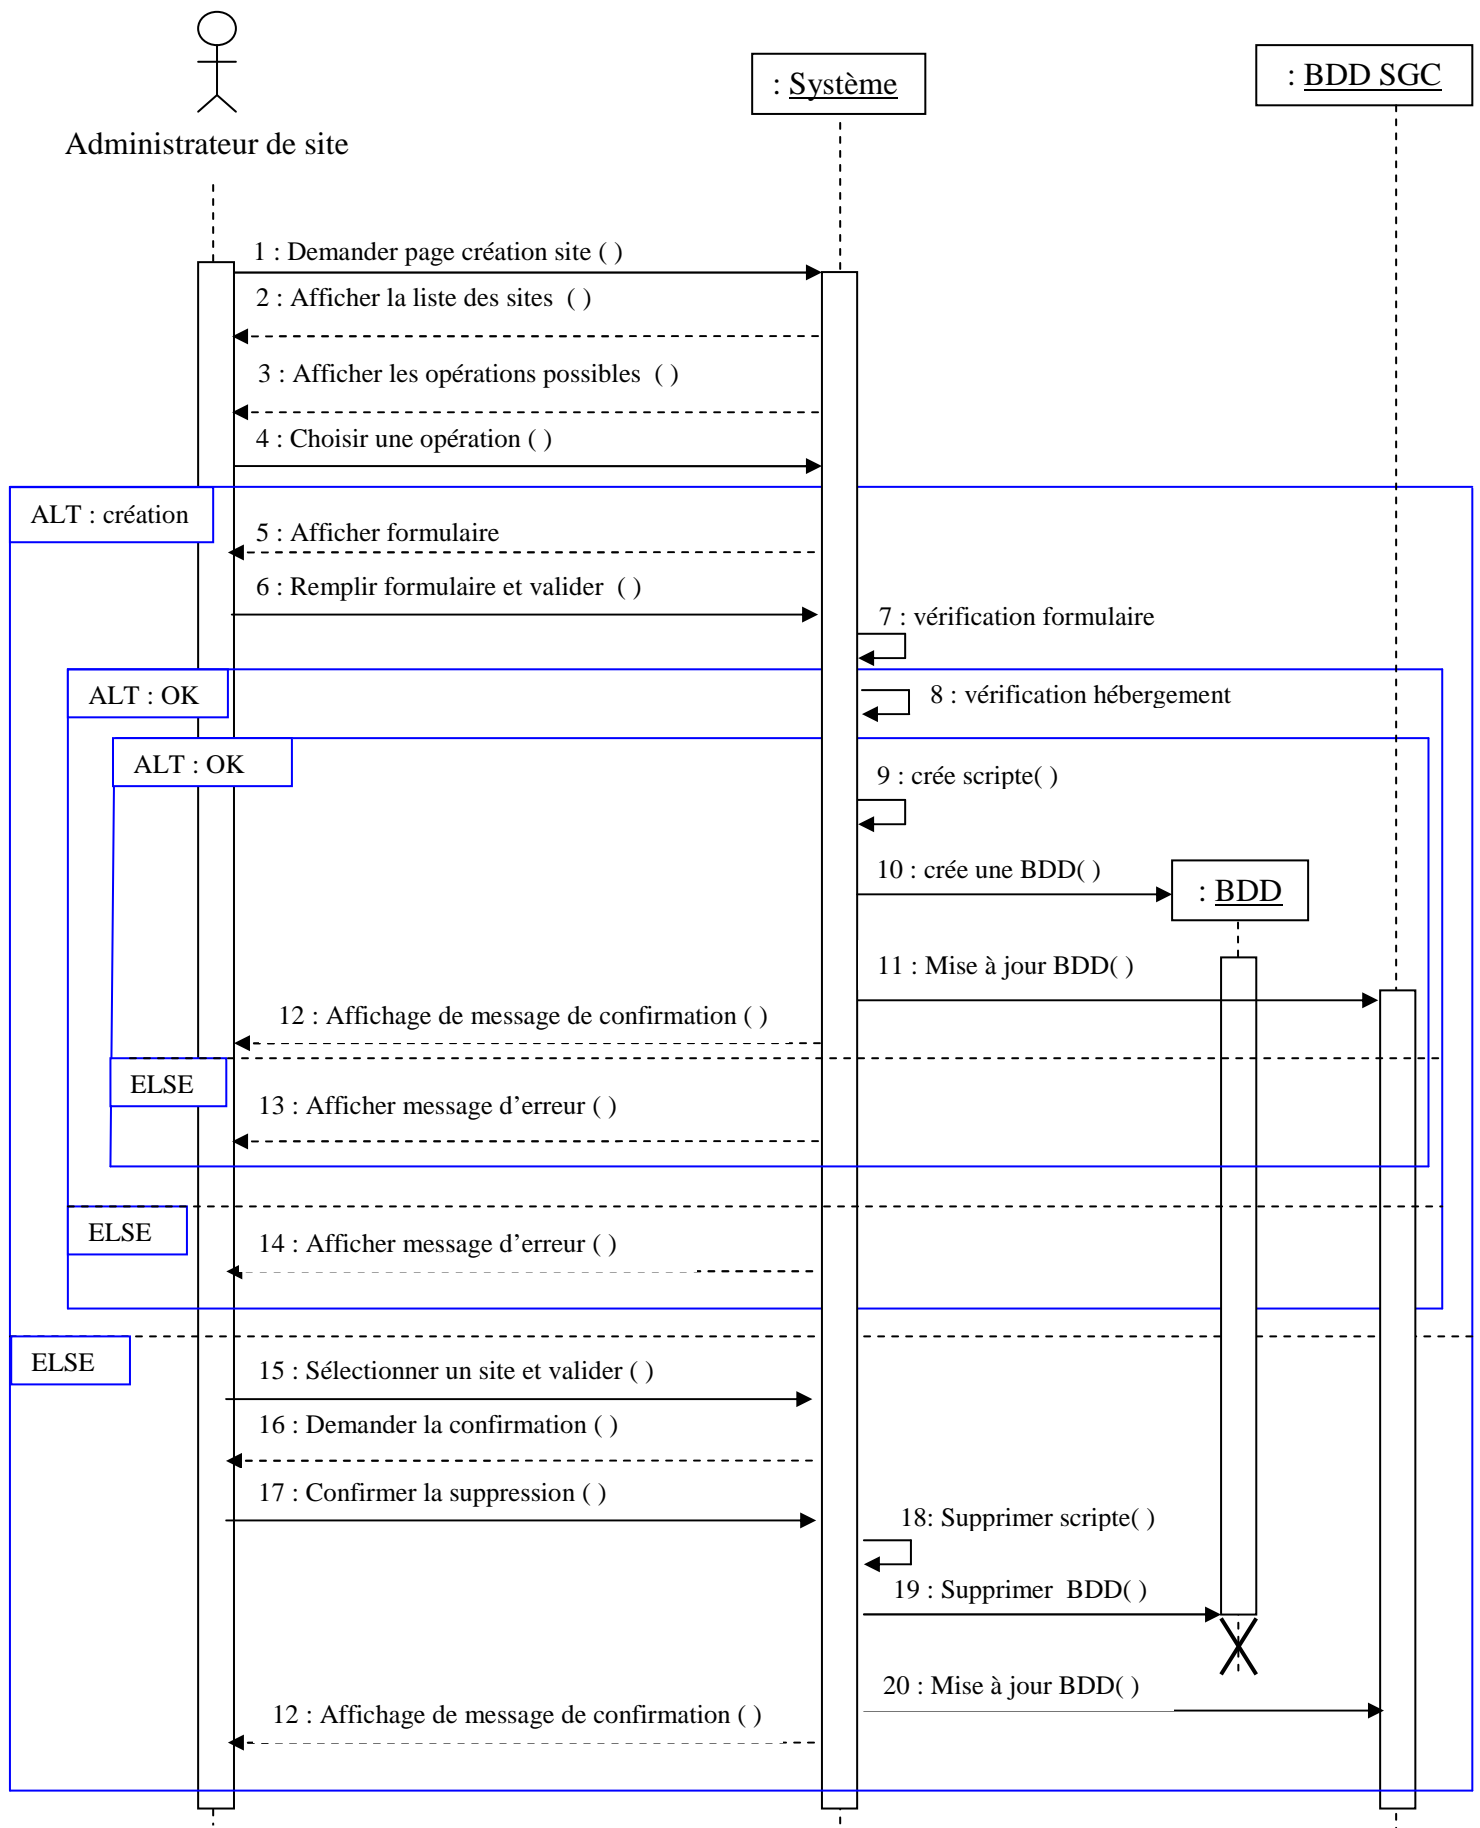 : Système
: BDD SGC
Administrateur de site
1 : Demander page création site ( )
2 : Afficher la liste des sites ( )
3 : Afficher les opérations possibles ( )
4 : Choisir une opération ( )
ALT : création
5 : Afficher formulaire
6 : Remplir formulaire et valider ( )
7 : vérification formulaire
ALT : OK
8 : vérification hébergement
ALT : OK
9 : crée scripte( )
10 : crée une BDD( )
: BDD
11 : Mise à jour BDD( )
12 : Affichage de message de confirmation ( )
ELSE
13 : Afficher message d’erreur ( )
ELSE
14 : Afficher message d’erreur ( )
ELSE
15 : Sélectionner un site et valider ( )
16 : Demander la confirmation ( )
17 : Confirmer la suppression ( )
18: Supprimer scripte( )
19 : Supprimer BDD( )
20 : Mise à jour BDD( )
12 : Affichage de message de confirmation ( )